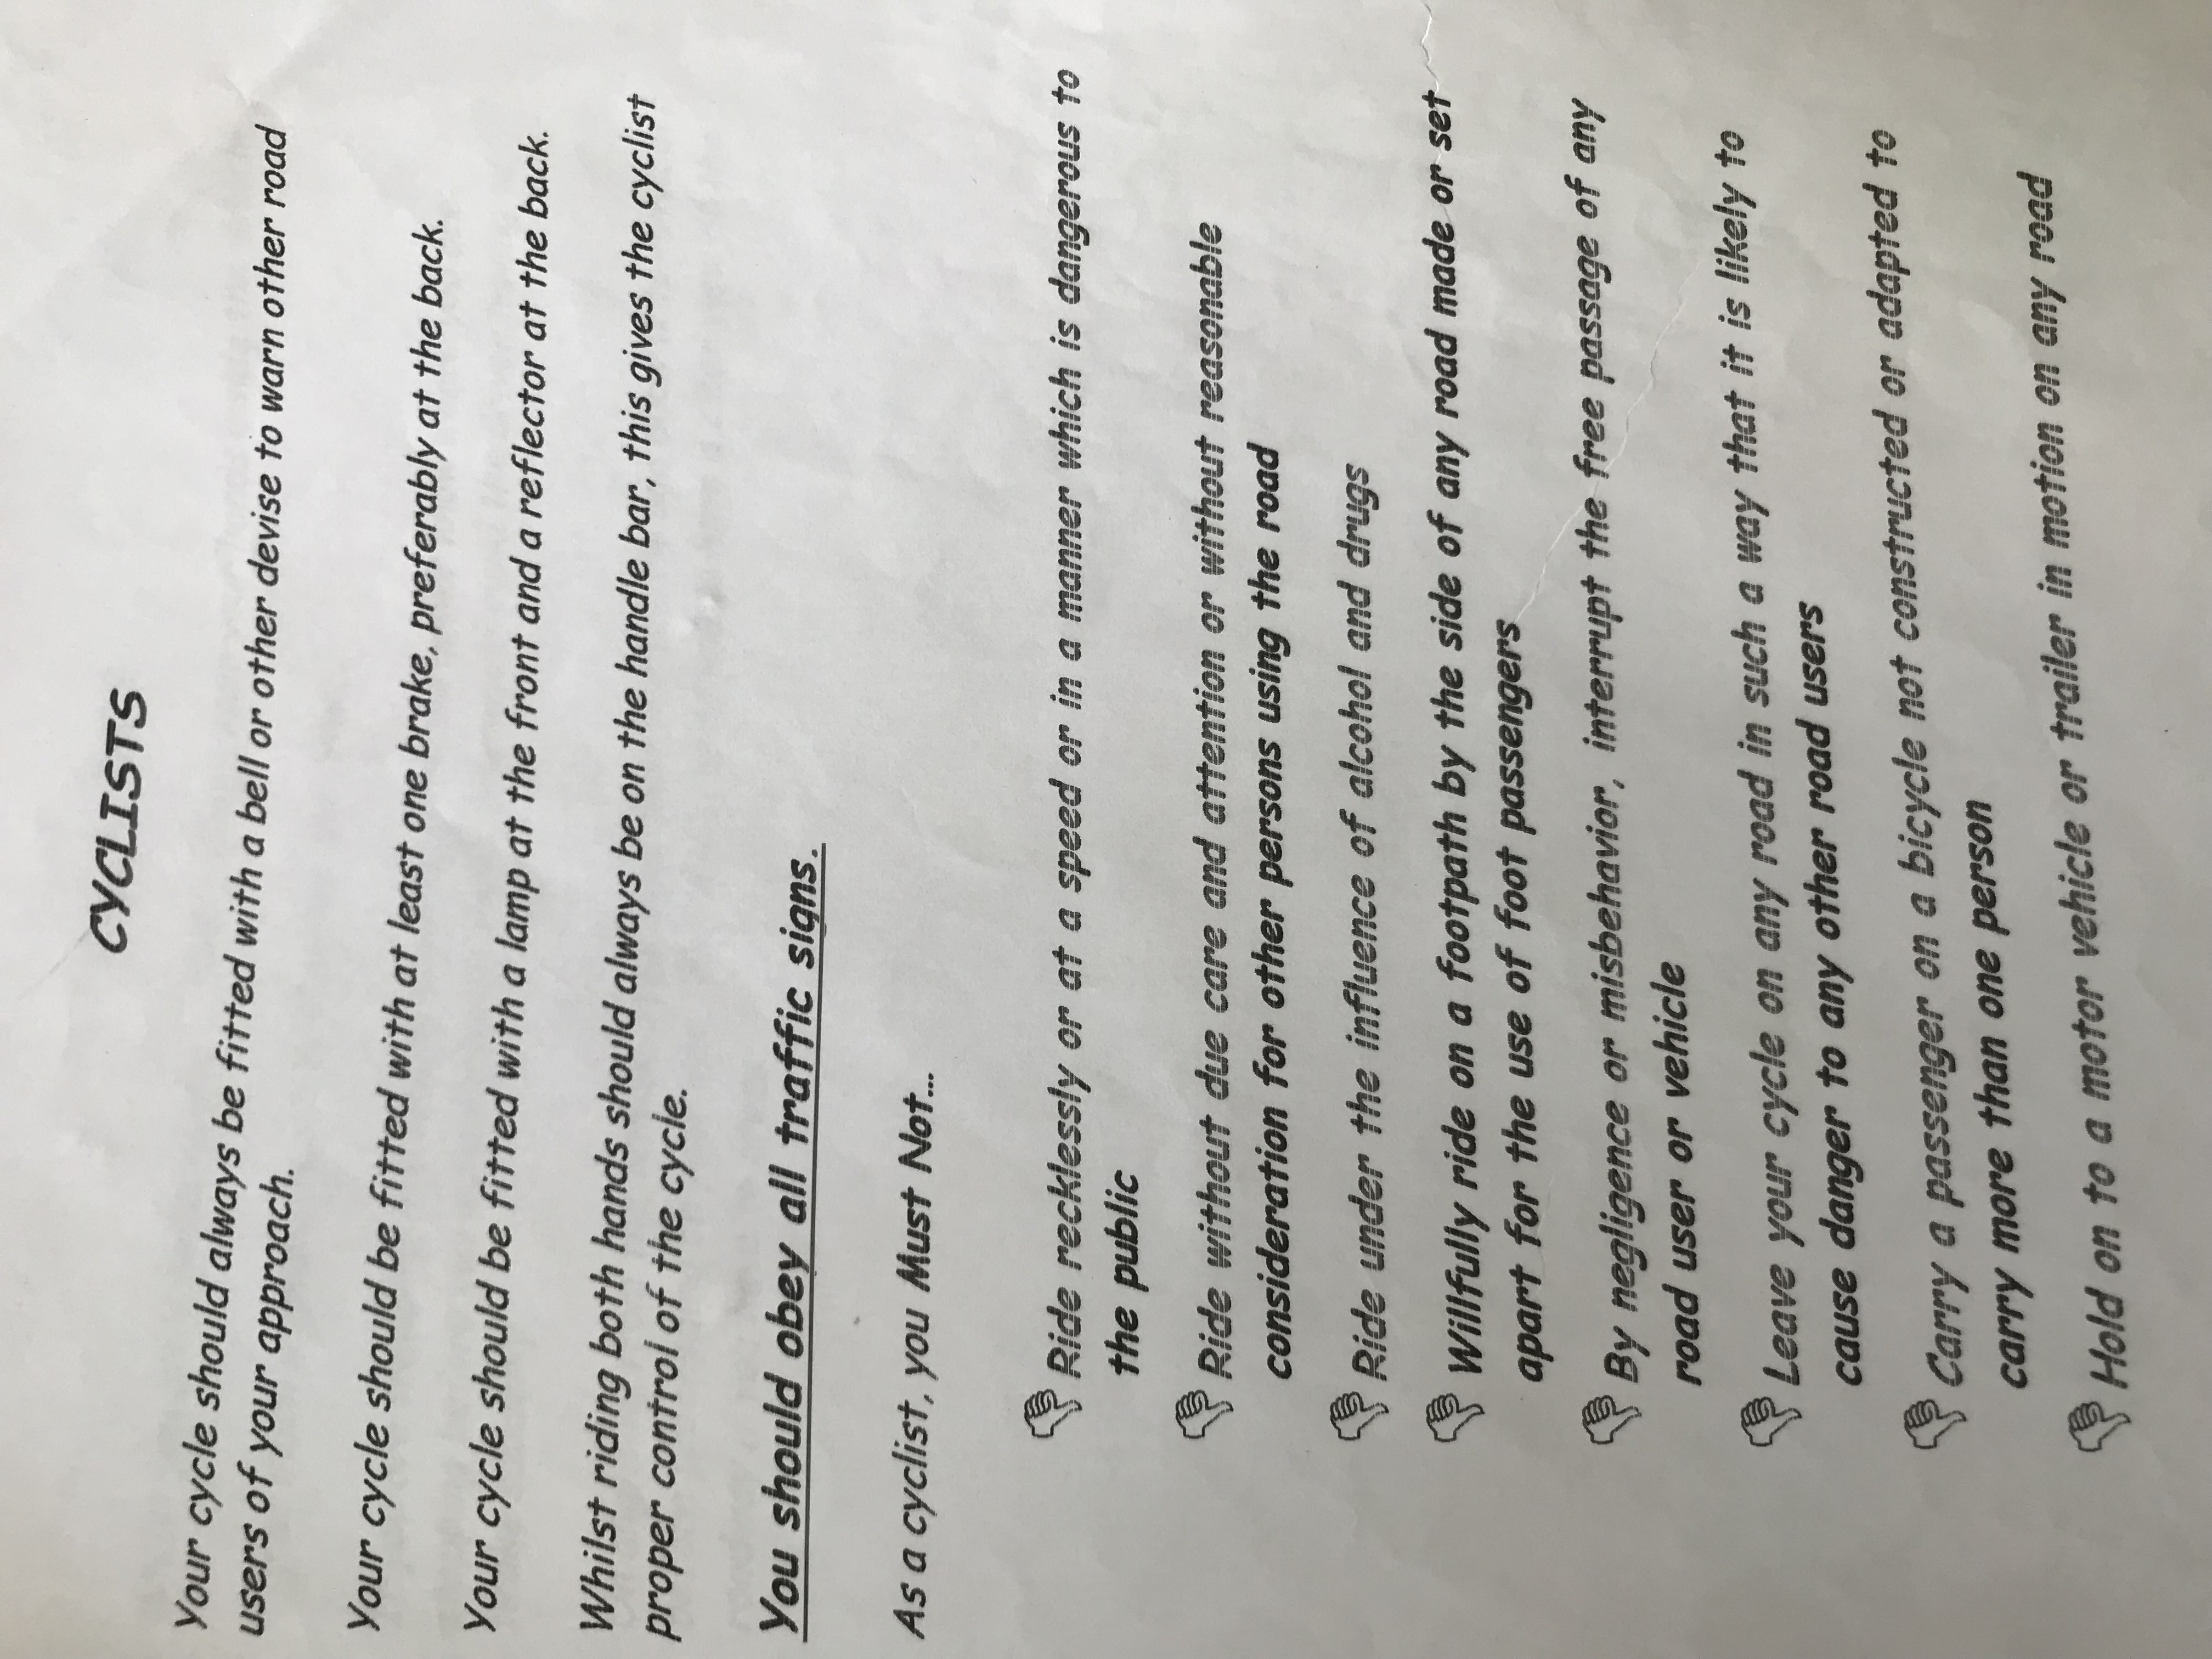 CYCLISTS
Your cycle should always be fitted with a bell or other devise to warn other road
users of your approach.
Your cycle should be fitted with at least one brake, preferably at the back.
Your cycle should be fitted with a lamp at the front and a reflector at the back.
Whilst riding both hands should always be on the handle bar, this gives the cyclist
proper control of the cycle.
You should obey all traffic signs.
As a cyclist, you Must Not...
Ride recklessly or at a speed or in a manner which is dangerous to
the public
Ride without due care and attention or without reasonable
consideration for other persons using the road
Ride under the influence of alcohol and drugs
Willfully ride on a footpath by the side of any road made or set
apart for the use of foot passengers
By negligence or misbehavior, interrupt the free passage of any
road user or vehicle
Leave your cycle on any road in such a way that it is likely to
cause danger to any other road users
Carry a passenger on a bicycle not constructed or adapted to
carry more than one person
Hold on to a motor vehicle or trailer in motion on any road